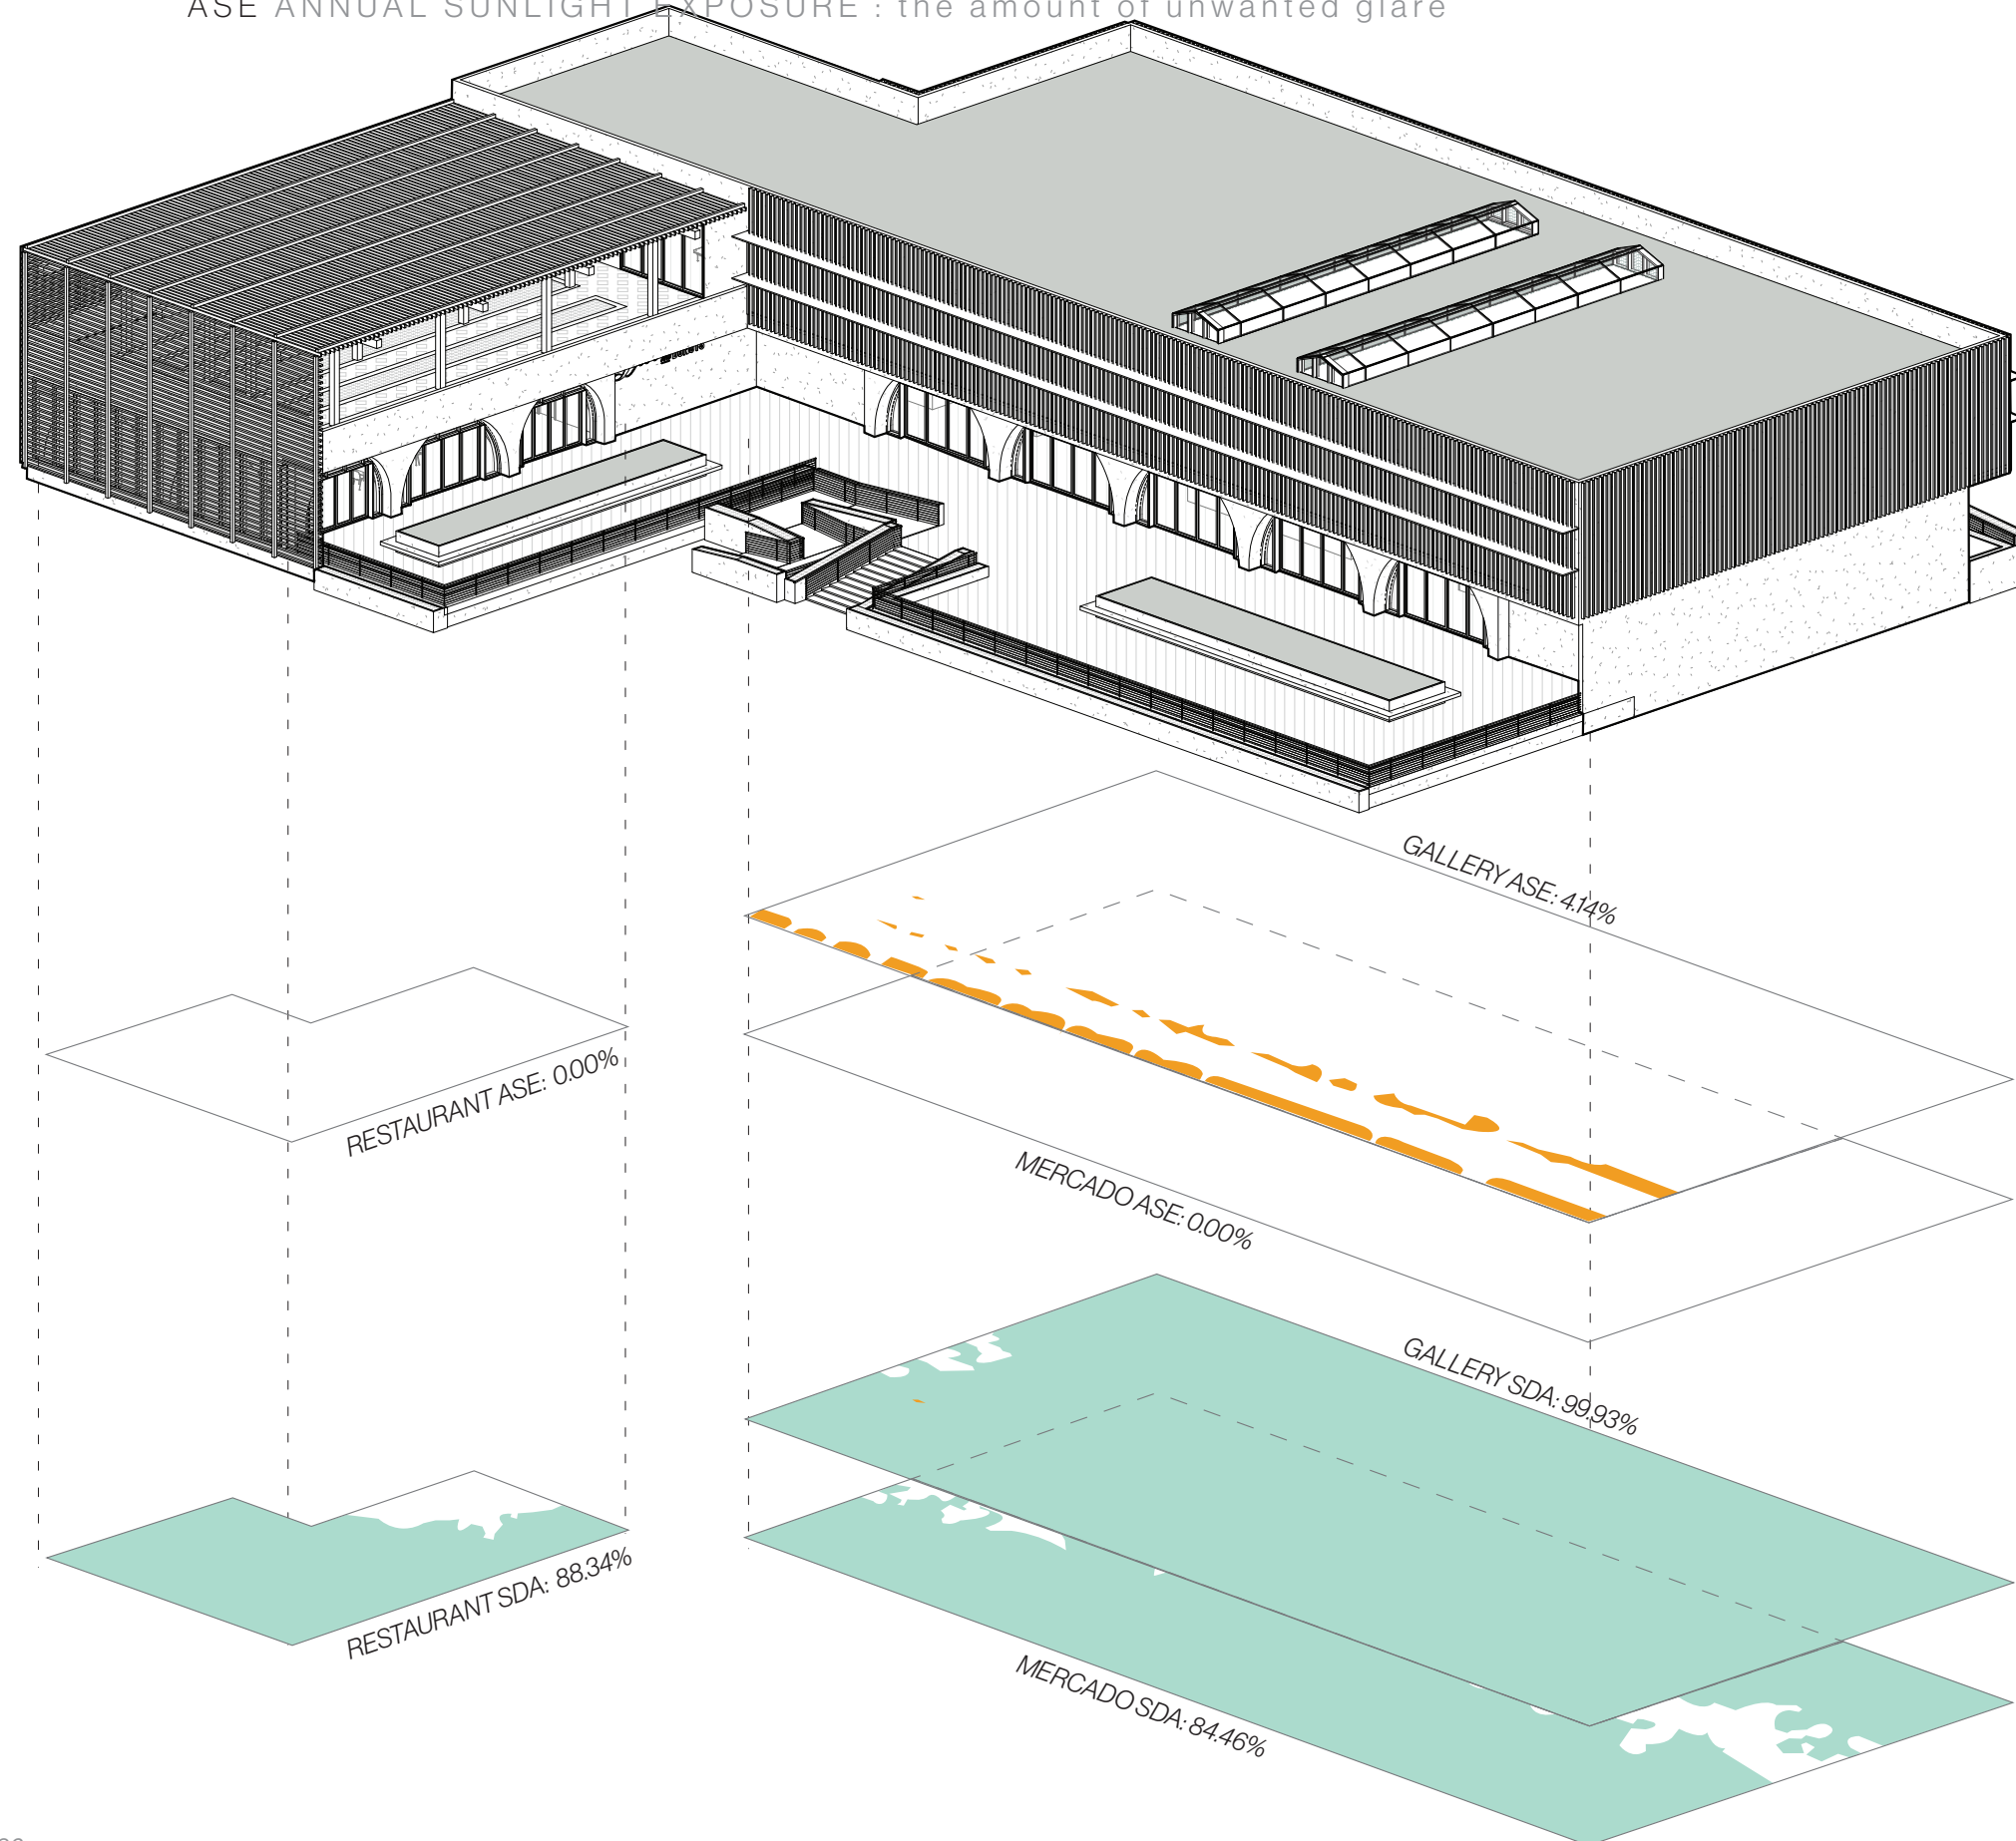 ASE ANNUAL SUNLIGHT EXPOSURE : the amount of unwanted glare
GALLERY ASE: 4.14%
RESTAURANT ASE: 0.00%
MERCADO ASE: 0.00%
GALLERY SDA: 99.93%
RESTAURANT SDA: 88.34%
MERCADO SDA: 84.46%